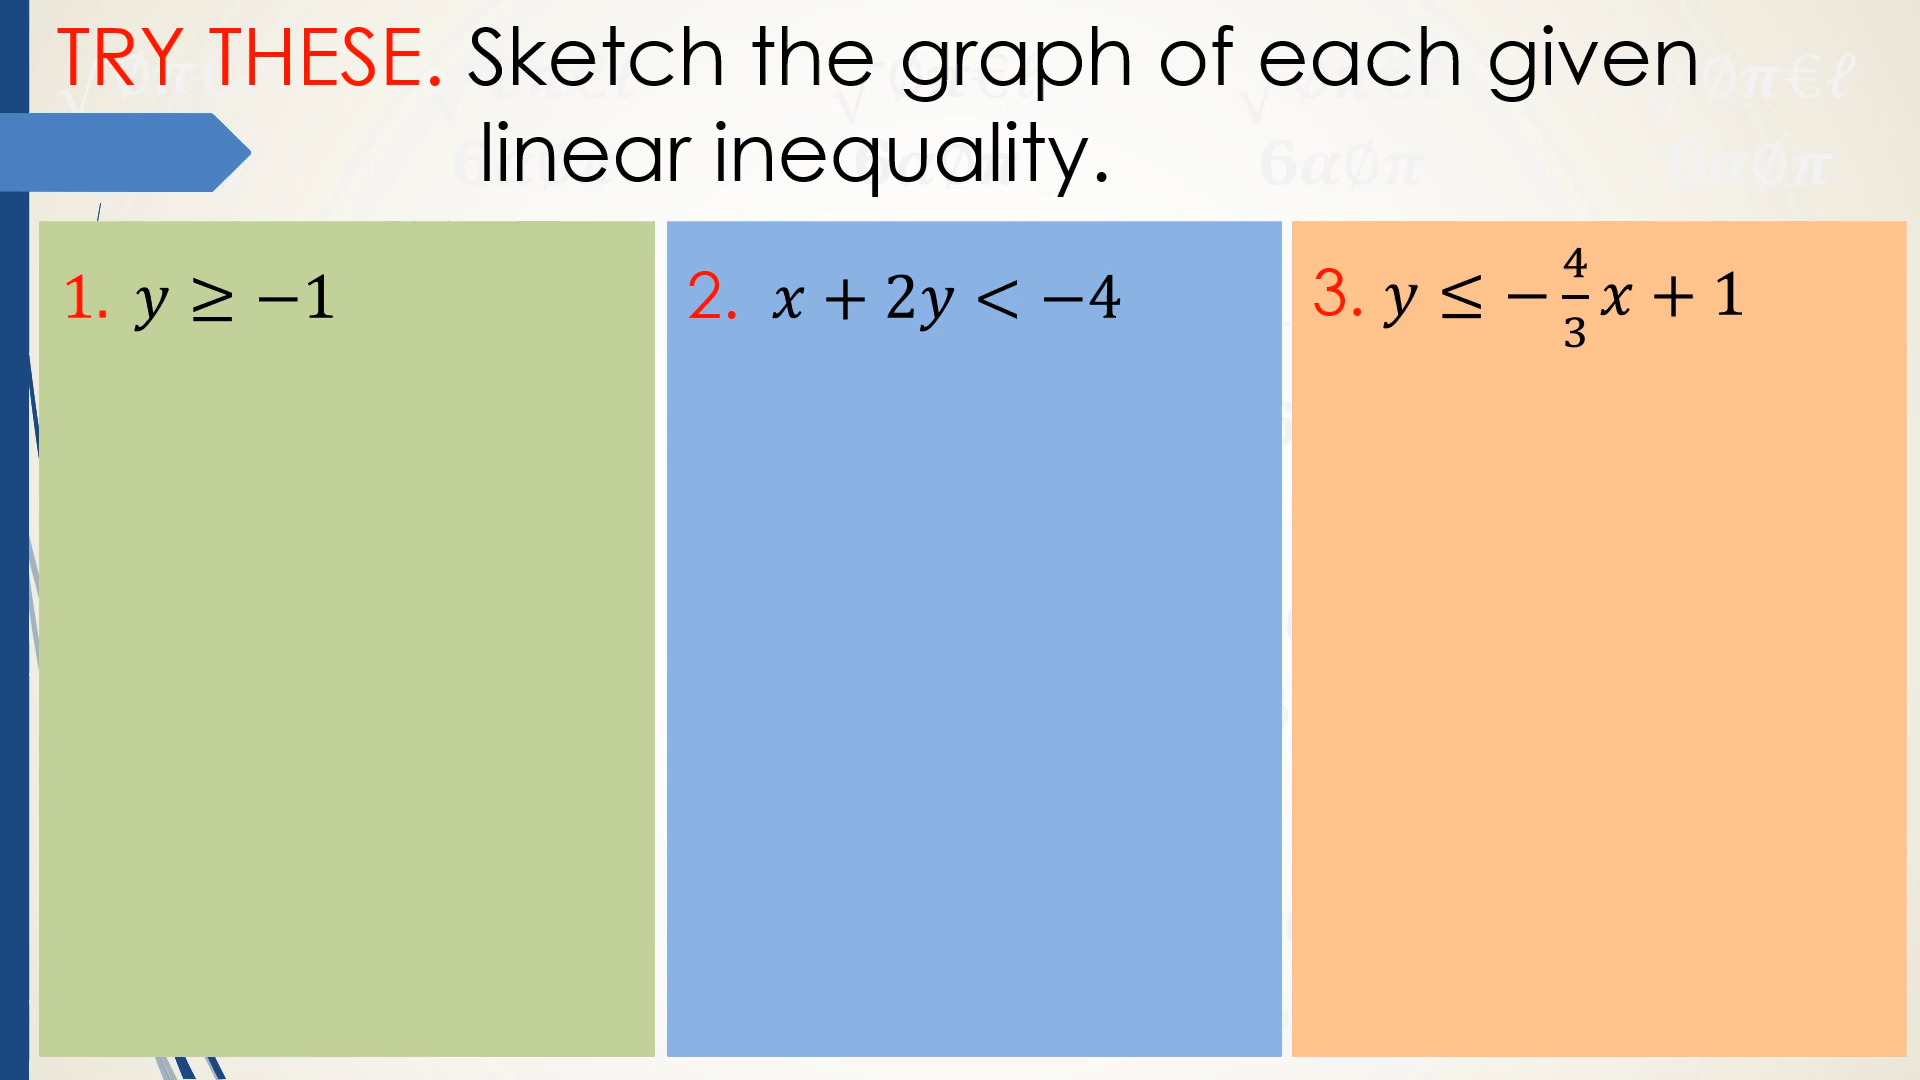 TRY THESE. Sketch the graph of each given
linear inequality.
1. y ≥ −1
2. x + 2y < −4
3. y ≤ −4/3 x + 1